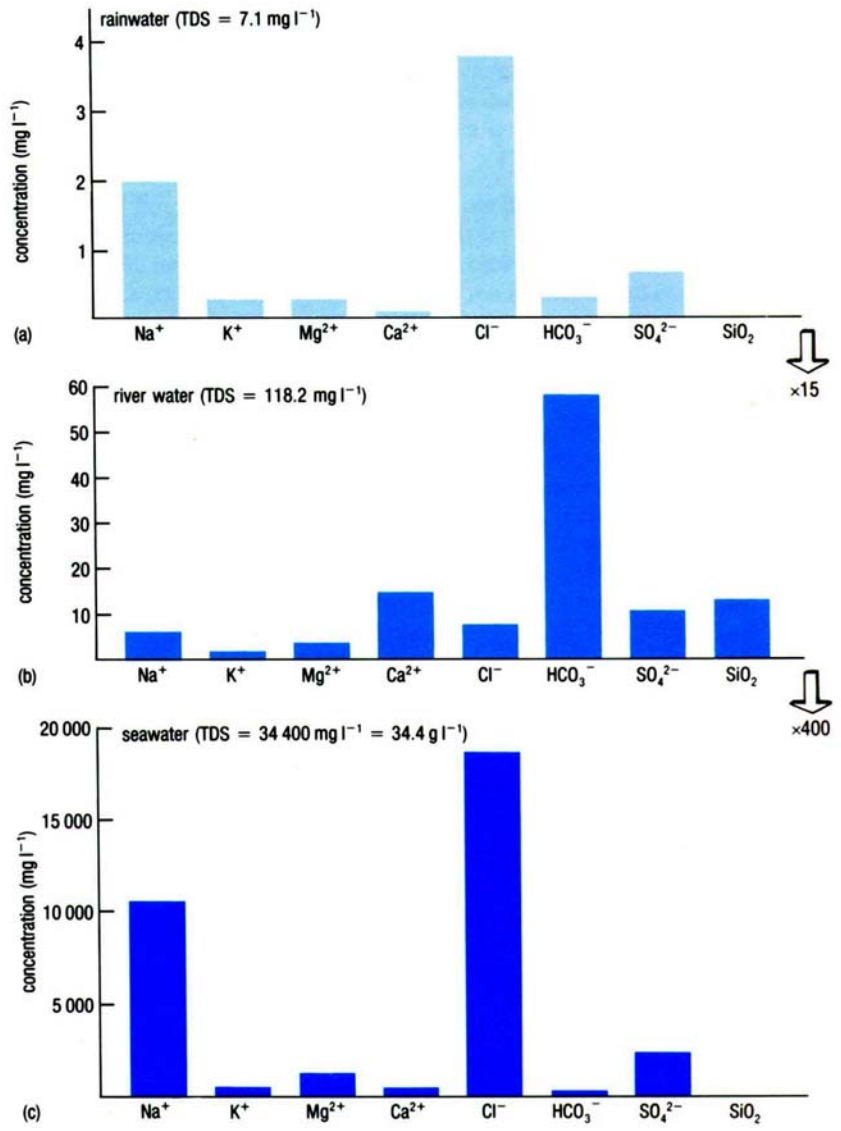 rainwater (TDS = 7.1 mg l⁻¹)
concentration (mg l⁻¹)
4
3
2
1
(a)
Na⁺ K⁺ Mg²⁺ Ca²⁺ Cl⁻ HCO₃⁻ SO₄²⁻ SiO₂
×15
river water (TDS = 118.2 mg l⁻¹)
concentration (mg l⁻¹)
60
50
40
30
20
10
(b)
Na⁺ K⁺ Mg²⁺ Ca²⁺ Cl⁻ HCO₃⁻ SO₄²⁻ SiO₂
×400
seawater (TDS = 34 400 mg l⁻¹ = 34.4 g l⁻¹)
concentration (mg l⁻¹)
20 000
15 000
10 000
5 000
(c)
Na⁺ K⁺ Mg²⁺ Ca²⁺ Cl⁻ HCO₃⁻ SO₄²⁻ SiO₂